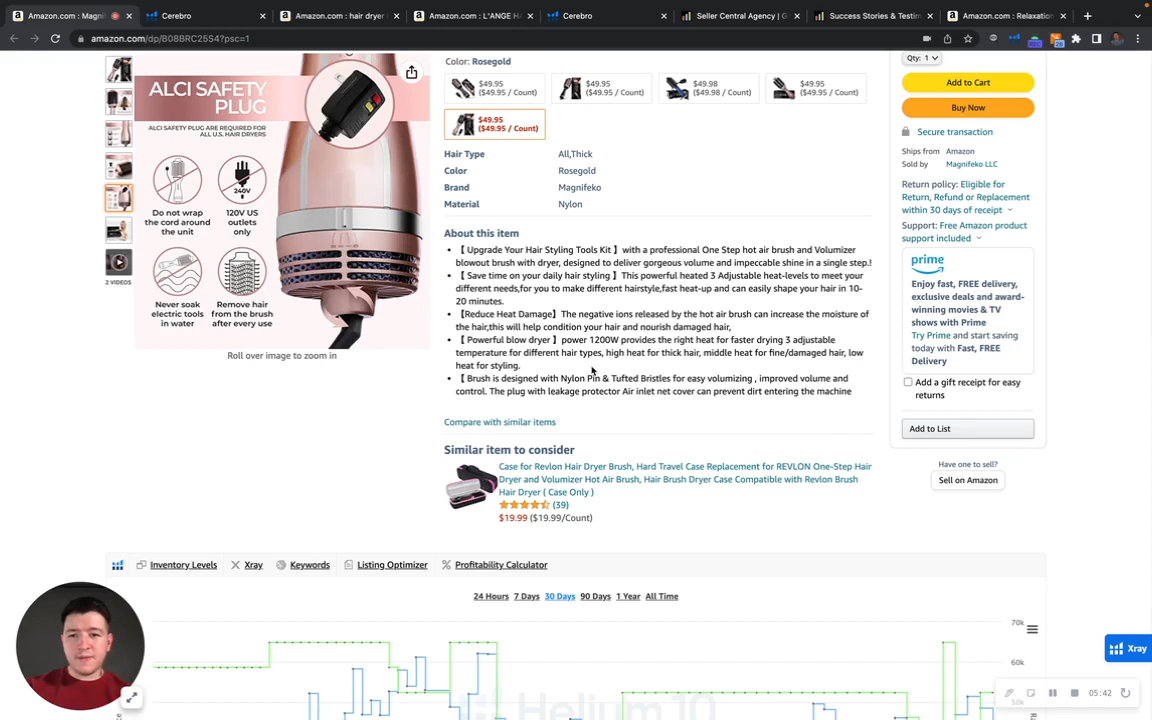 Amazon.com: Magni
Cerebro
Amazon.com : hair dryer
Amazon.com : L'ANGE H
Cerebro
Seller Central Agency | G
Success Stories & Testim
Amazon.com : Relaxation
amazon.com/dp/B08BRC25S4?psc=1
ALCI SAFETY
PLUG
ALCI SAFETY PLUG ARE REQUIRED FOR
ALL U.S. HAIR DRYERS
Do not wrap
the cord around
the unit
240V
120V US
outlets
only
Never soak
electric tools
in water
Remove hair
from the brush
after every use
2 VIDEOS
Roll over image to zoom in
Color: Rosegold
$49.95
($49.95 / Count)
$49.95
($49.95 / Count)
$49.98
($49.98 / Count)
$49.95
($49.95 / Count)
$49.95
($49.95 / Count)
Hair Type All,Thick
Color Rosegold
Brand Magnifeko
Material Nylon
About this item
【 Upgrade Your Hair Styling Tools Kit 】with a professional One Step hot air brush and Volumizer
blowout brush with dryer, designed to deliver gorgeous volume and impeccable shine in a single step.!
【 Save time on your daily hair styling 】This powerful heated 3 Adjustable heat-levels to meet your
different needs,for you to make different hairstyle,fast heat-up and can easily shape your hair in 10-
20 minutes.
【Reduce Heat Damage】The negative ions released by the hot air brush can increase the moisture of
the hair,this will help condition your hair and nourish damaged hair,
【 Powerful blow dryer 】power 1200W provides the right heat for faster drying 3 adjustable
temperature for different hair types, high heat for thick hair, middle heat for fine/damaged hair, low
heat for styling.
【 Brush is designed with Nylon Pin & Tufted Bristles for easy volumizing , improved volume and
control. The plug with leakage protector Air inlet net cover can prevent dirt entering the machine
Compare with similar items
Similar item to consider
Case for Revlon Hair Dryer Brush, Hard Travel Case Replacement for REVLON One-Step Hair
Dryer and Volumizer Hot Air Brush, Hair Brush Dryer Case Compatible with Revlon Brush
Hair Dryer ( Case Only )
(39)
$19.99 ($19.99/Count)
Qty: 1
Add to Cart
Buy Now
Secure transaction
Ships from Amazon
Sold by Magnifeko LLC
Return policy: Eligible for
Return, Refund or Replacement
within 30 days of receipt
Support: Free Amazon product
support included
prime
Enjoy fast, FREE delivery,
exclusive deals and award-
winning movies & TV
shows with Prime
Try Prime and start saving
today with Fast, FREE
Delivery
Add a gift receipt for easy
returns
Add to List
Have one to sell?
Sell on Amazon
Inventory Levels Xray Keywords Listing Optimizer Profitability Calculator
24 Hours 7 Days 30 Days 90 Days 1 Year All Time
70k
60k
50k
Helium 10
Xray
05:42